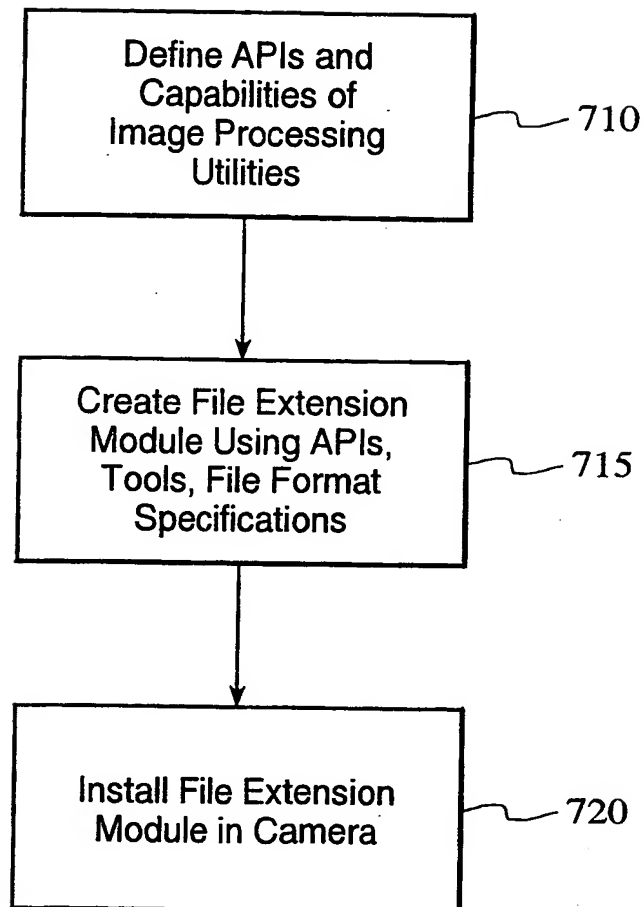 Define APIs and
Capabilities of
Image Processing
Utilities
710
Create File Extension
Module Using APIs,
Tools, File Format
Specifications
715
Install File Extension
Module in Camera
720